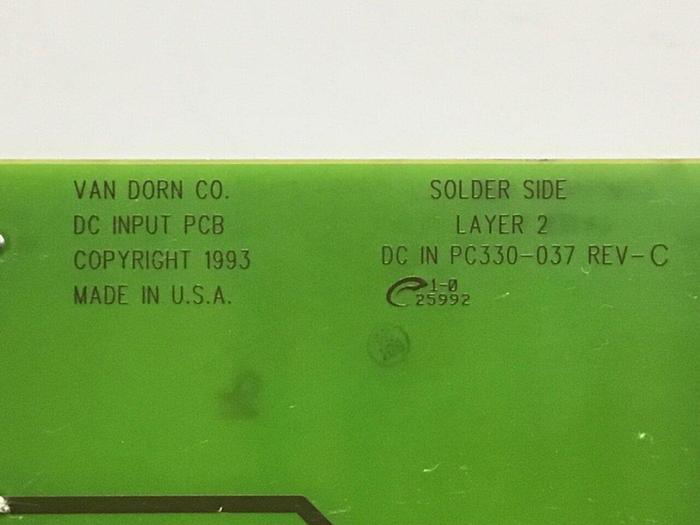 VAN DORN CO.
DC INPUT PCB
COPYRIGHT 1993
MADE IN U.S.A.
SOLDER SIDE
LAYER 2
DC IN PC330-037 REV-C
1-0
25992